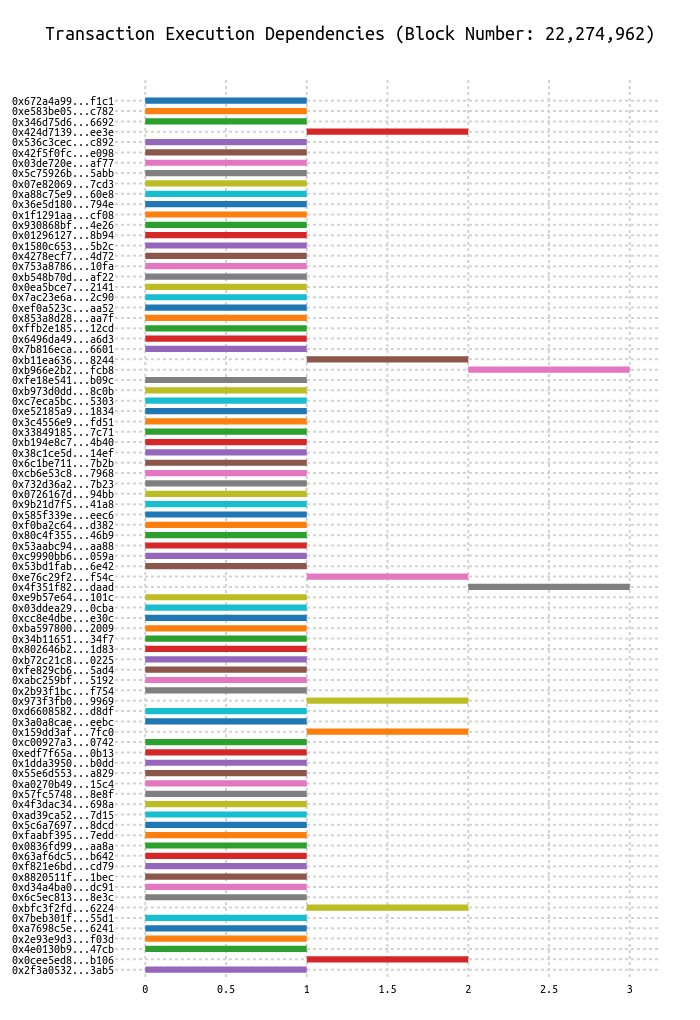 Transaction Execution Dependencies (Block Number: 22,274,962)
0x672a4a99...f1c1
0xe583be05...c782
0x346d75d6...6692
0x424d7139...ee3e
0x536c3cec...c892
0x42f5f0fc...e098
0x03de720e...af77
0x5c75926b...5abb
0x07e82069...7cd3
0xa88c75e9...60e8
0x36e5d180...794e
0x1f1291aa...cf08
0x930868bf...4e26
0x01296127...8b94
0x1580c653...5b2c
0x4278ecf7...4d72
0x753a8786...10fa
0xb548b70d...af22
0x0ea5bce7...2141
0x7ac23e6a...2c90
0xef0a523c...aa52
0x853a8d28...aa7f
0xffb2e185...12cd
0x6496da49...a6d3
0x7b816eca...6601
0xb11ea636...8244
0xb966e2b2...fcb8
0xfe18e541...b09c
0xb973d0dd...8c0b
0xc7eca5bc...5303
0xe52185a9...1834
0x3c4556e9...fd51
0x33849185...7c71
0xb194e8c7...4b40
0x38c1ce5d...14ef
0x6c1be711...7b2b
0xcb6e53c8...7968
0x732d36a2...7b23
0x0726167d...94bb
0x9b21d7f5...41a8
0x585f339e...eec6
0xf0ba2c64...d382
0x80c4f355...46b9
0x53aabc94...aa88
0xc9990bb6...059a
0x53bd1fab...6e42
0xe76c29f2...f54c
0x4f351f82...daad
0xe9b57e64...101c
0x03ddea29...0cba
0xcc8e4dbe...e30c
0xba597800...2009
0x34b11651...34f7
0x802646b2...1d83
0xb72c21c8...0225
0xfe829cb6...5ad4
0xabc259bf...5192
0x2b93f1bc...f754
0x973f3fb0...9969
0xd6608582...d8df
0x3a0a8cae...eebc
0x159dd3af...7fc0
0xc00927a3...0742
0xedf7f65a...0b13
0x1dda3950...b0dd
0x55e6d553...a829
0xa0270b49...15c4
0x57fc5748...8e8f
0x4f3dac34...698a
0xad39ca52...7d15
0x5c6a7697...8dcd
0xfaabf395...7edd
0x0836fd99...aa8a
0x63af6dc5...b642
0xf821e6bd...cd79
0x8820511f...1bec
0xd34a4ba0...dc91
0x6c5ec813...8e3c
0xbfc3f2fd...6224
0x7beb301f...55d1
0xa7698c5e...6241
0x2e93e9d3...f03d
0x4e0130b9...47cb
0x0cee5ed8...b106
0x2f3a0532...3ab5
0 0.5 1 1.5 2 2.5 3